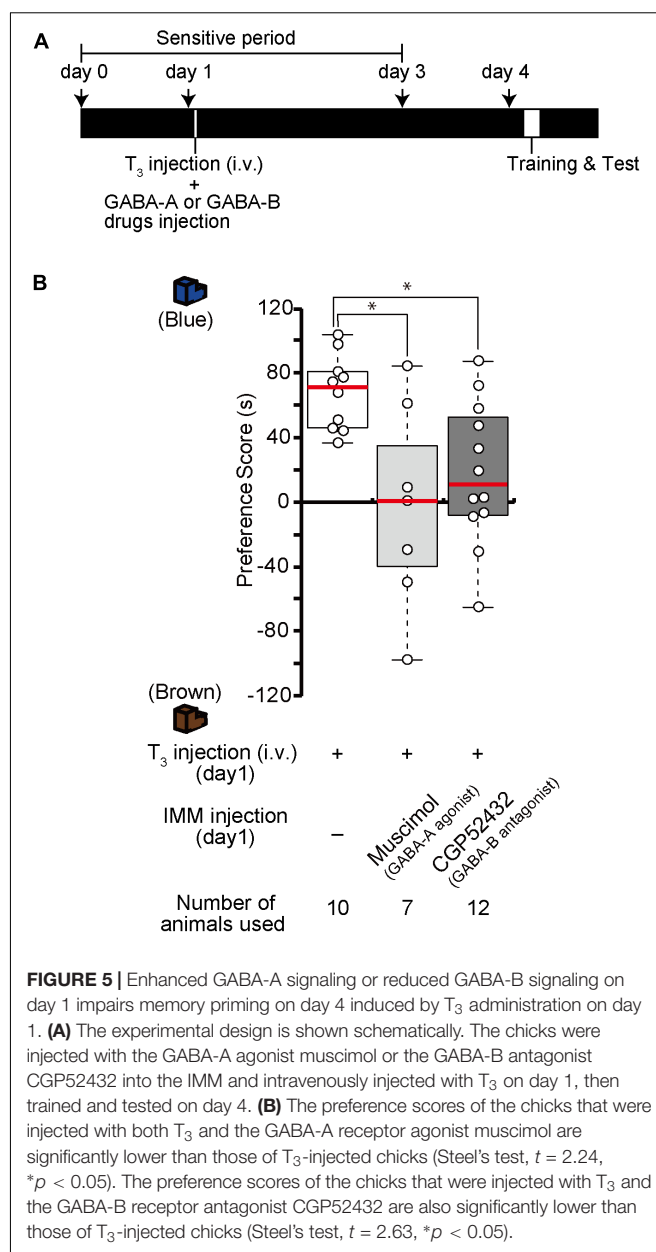 A
Sensitive period
day 0 day 1 day 3 day 4
T3 injection (i.v.)
+
GABA-A or GABA-B
drugs injection
Training & Test
B
(Blue)
120
80
40
0
-40
-80
-120
Preference Score (s)
* *
(Brown)
T3 injection (i.v.)
(day1)
+ + +
IMM injection
(day1)
–
Muscimol
(GABA-A agonist)
CGP52432
(GABA-B antagonist)
Number of
animals used
10 7 12
FIGURE 5 | Enhanced GABA-A signaling or reduced GABA-B signaling on
day 1 impairs memory priming on day 4 induced by T3 administration on day
1. (A) The experimental design is shown schematically. The chicks were
injected with the GABA-A agonist muscimol or the GABA-B antagonist
CGP52432 into the IMM and intravenously injected with T3 on day 1, then
trained and tested on day 4. (B) The preference scores of the chicks that were
injected with both T3 and the GABA-A receptor agonist muscimol are
significantly lower than those of T3-injected chicks (Steel's test, t = 2.24,
*p < 0.05). The preference scores of the chicks that were injected with T3 and
the GABA-B receptor antagonist CGP52432 are also significantly lower than
those of T3-injected chicks (Steel's test, t = 2.63, *p < 0.05).